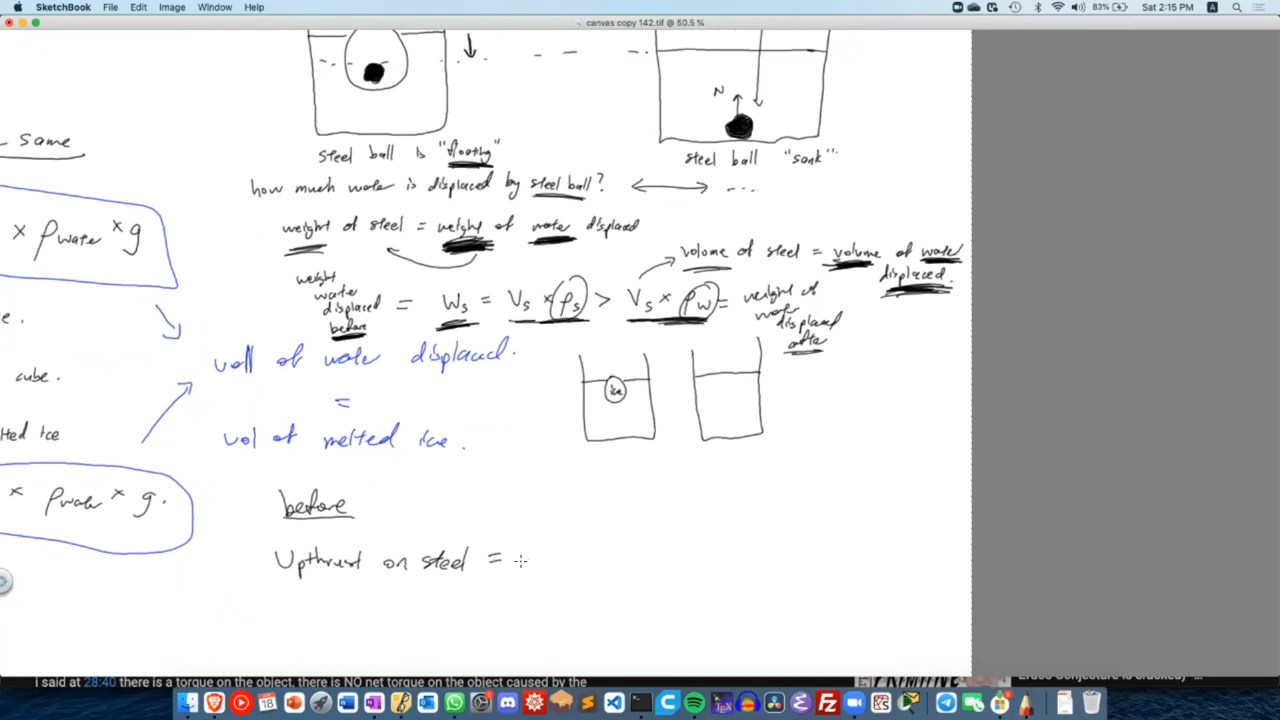 SketchBook File Edit Image Window Help
83% Sat 2:15 PM
canvas copy 142.tif @ 50.5 %
same
N
steel ball is "floating"
steel ball "sank"
how much water is displaced by steel ball? ...
weight of steel = weight of water displaced
volume of steel = volume of water displaced.
weight water displaced before = Ws = Vs × ρs > Vs × ρw = weight of water displaced after
× ρwater × g
voll of water displaced.
=
vol of melted ice.
ice
cube.
ted ice
× ρwater × g.
before
Upthrust on steel =
i said at 28:40 there is a torque on the object, there is NO net torque on the object caused by the